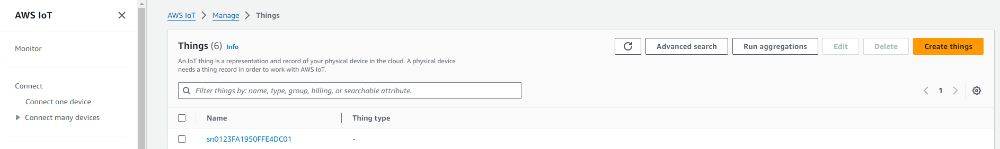 AWS IoT
Monitor
Connect
Connect one device
Connect many devices
AWS IoT > Manage > Things
Things (6) Info
An IoT thing is a representation and record of your physical device in the cloud. A physical device
needs a thing record in order to work with AWS IoT.
Advanced search
Run aggregations
Edit
Delete
Create things
Filter things by: name, type, group, billing, or searchable attribute.
1
Name Thing type
sn0123FA1950FFE4DC01 -